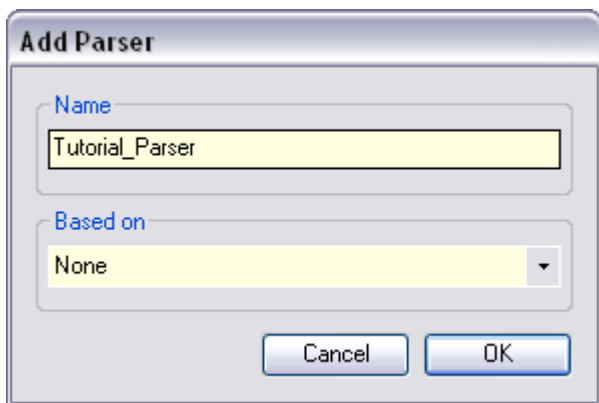 Add Parser
Name
Tutorial_Parser
Based on
None
Cancel OK